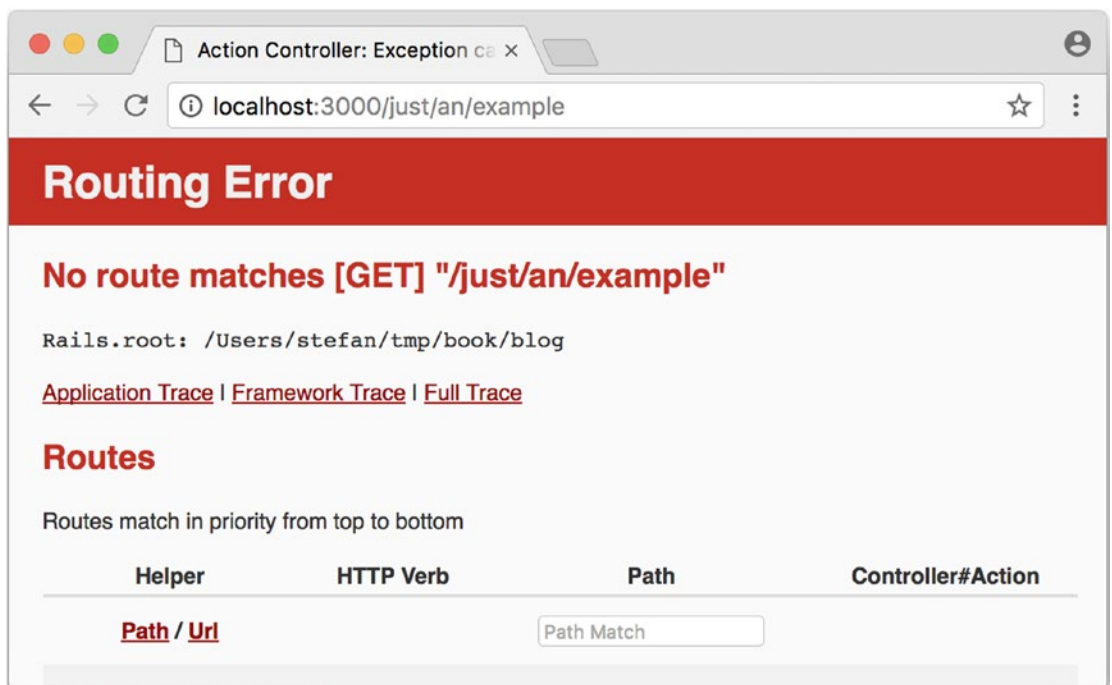 Action Controller: Exception ca
localhost:3000/just/an/example
Routing Error
No route matches [GET] "/just/an/example"
Rails.root: /Users/stefan/tmp/book/blog
Application Trace | Framework Trace | Full Trace
Routes
Routes match in priority from top to bottom
Helper HTTP Verb Path Controller#Action
Path / Url Path Match